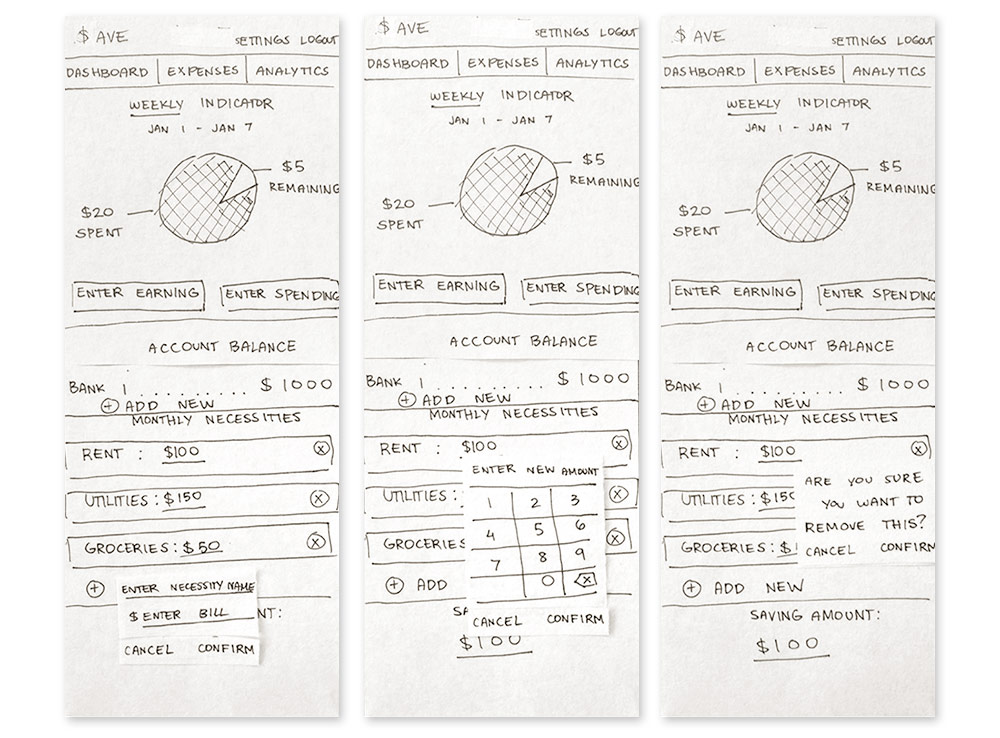 $ AVE
SETTINGS LOGOUT
DASHBOARD EXPENSES ANALYTICS
WEEKLY INDICATOR
JAN 1 - JAN 7
$5
REMAINING
$20
SPENT
ENTER EARNING ENTER SPENDING
ACCOUNT BALANCE
BANK 1 .......... $ 1000
+ ADD NEW
MONTHLY NECESSITIES
RENT : $100 X
UTILITIES : $150 X
GROCERIES : $50 X
+ ENTER NECESSITY NAME
$ ENTER BILL
NT:
CANCEL CONFIRM
$ AVE
SETTINGS LOGOUT
DASHBOARD EXPENSES ANALYTICS
WEEKLY INDICATOR
JAN 1 - JAN 7
$5
REMAINING
$20
SPENT
ENTER EARNING ENTER SPENDING
ACCOUNT BALANCE
BANK 1 .......... $ 1000
+ ADD NEW
MONTHLY NECESSITIES
RENT : $100 X
ENTER NEW AMOUNT
UTILITIES : X
1 2 3
4 5 6
GROCERIES X
7 8 9
0 X
+ ADD
SA
CANCEL CONFIRM
$100
$ AVE
SETTINGS LOGOUT
DASHBOARD EXPENSES ANALYTICS
WEEKLY INDICATOR
JAN 1 - JAN 7
$5
REMAINING
$20
SPENT
ENTER EARNING ENTER SPENDING
ACCOUNT BALANCE
BANK 1 .......... $ 1000
+ ADD NEW
MONTHLY NECESSITIES
RENT : $100 X
ARE YOU SURE
YOU WANT TO
REMOVE THIS?
CANCEL CONFIRM
UTILITIES : $15
GROCERIES : $
+ ADD NEW
SAVING AMOUNT:
$100